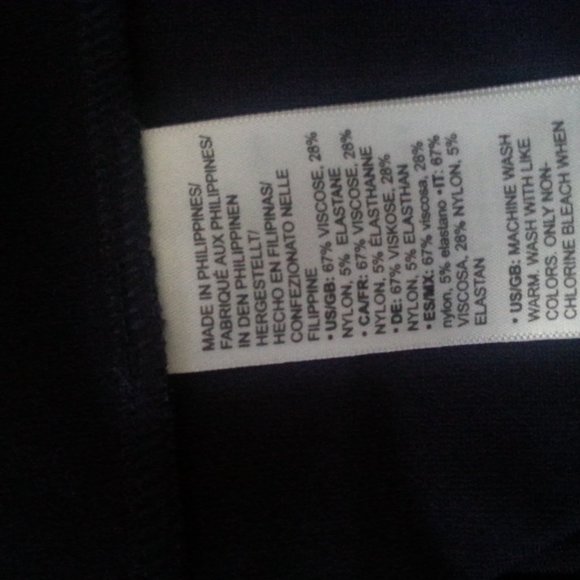 MADE IN PHILIPPINES/
FABRIQUÉ AUX PHILIPPINES/
IN DEN PHILIPPINEN
HERGESTELLT/
HECHO EN FILIPINAS/
CONFEZIONATO NELLE
FILIPPINE
• US/GB: 67% VISCOSE, 28%
NYLON, 5% ELASTANE
• CA/FR: 67% VISCOSE, 28%
NYLON, 5% ÉLASTHANNE
• DE: 67% VISKOSE, 28%
NYLON, 5% ELASTHAN
• ES/MX: 67% viscosa, 28%
nylon, 5% elastano •IT: 67%
VISCOSA, 28% NYLON, 5%
ELASTAN
• US/GB: MACHINE WASH
WARM. WASH WITH LIKE
COLORS. ONLY NON-
CHLORINE BLEACH WHEN